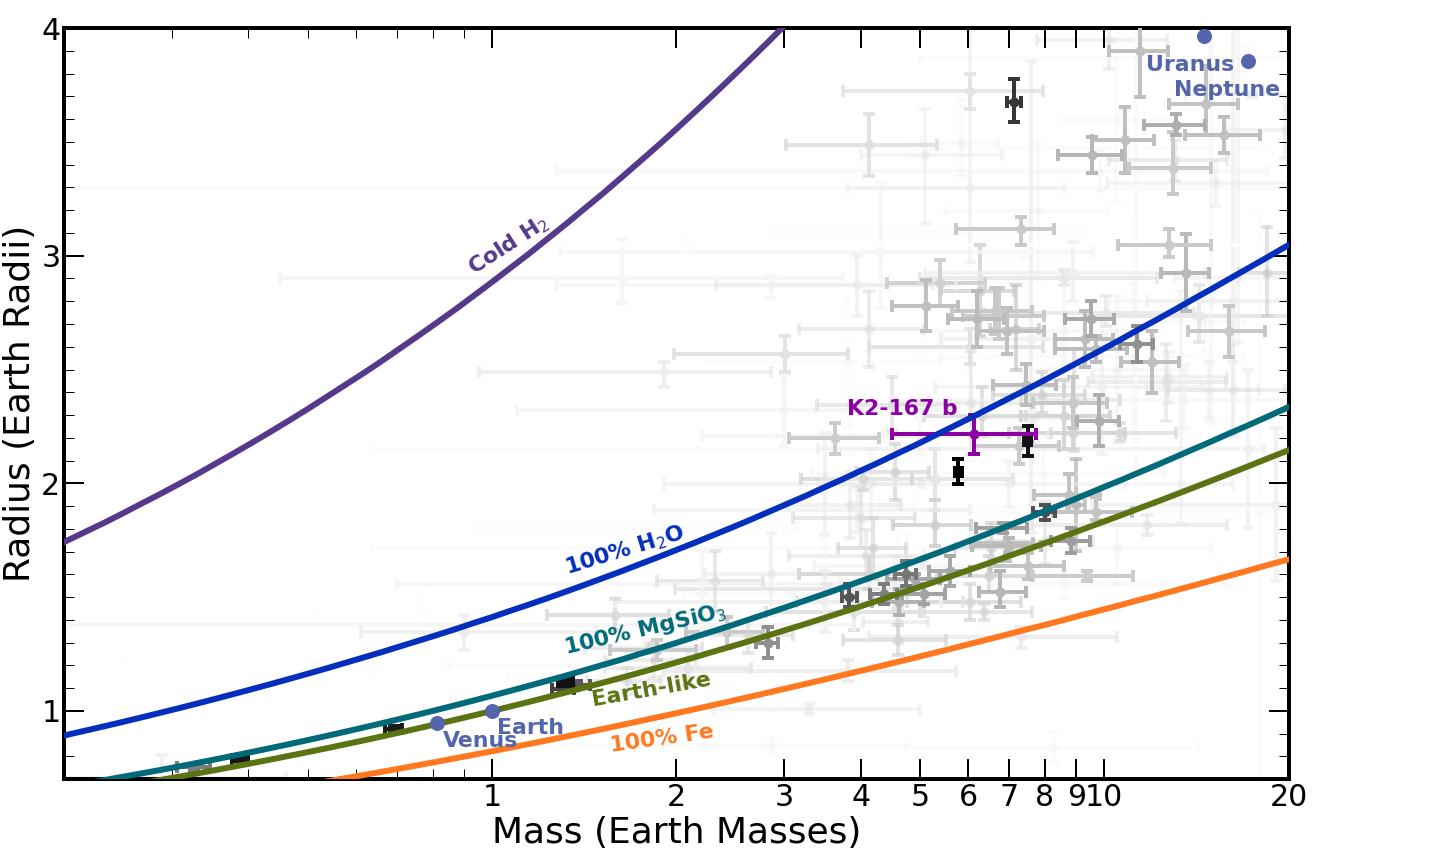 4
Uranus
Neptune
Cold H₂
3
K2-167 b
2
100% H₂O
100% MgSiO₃
Earth-like
1
Earth
Venus
100% Fe
1 2 3 4 5 6 7 8 9 10 20
Mass (Earth Masses)
Radius (Earth Radii)